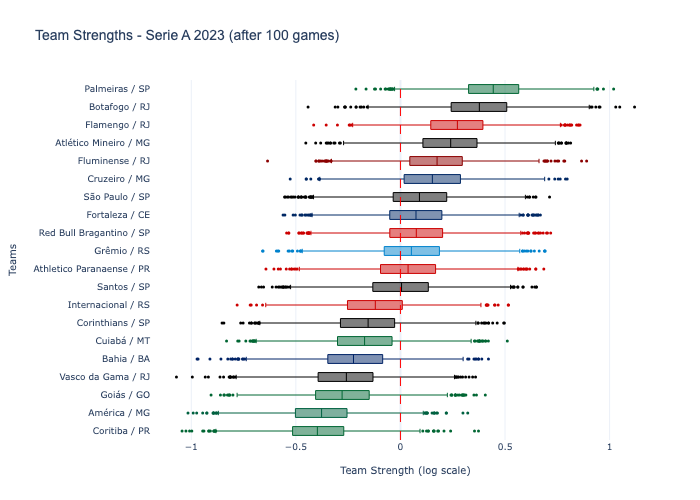 Team Strengths - Serie A 2023 (after 100 games)
Teams
Palmeiras / SP
Botafogo / RJ
Flamengo / RJ
Atlético Mineiro / MG
Fluminense / RJ
Cruzeiro / MG
São Paulo / SP
Fortaleza / CE
Red Bull Bragantino / SP
Grêmio / RS
Athletico Paranaense / PR
Santos / SP
Internacional / RS
Corinthians / SP
Cuiabá / MT
Bahia / BA
Vasco da Gama / RJ
Goiás / GO
América / MG
Coritiba / PR
−1 −0.5 0 0.5 1
Team Strength (log scale)